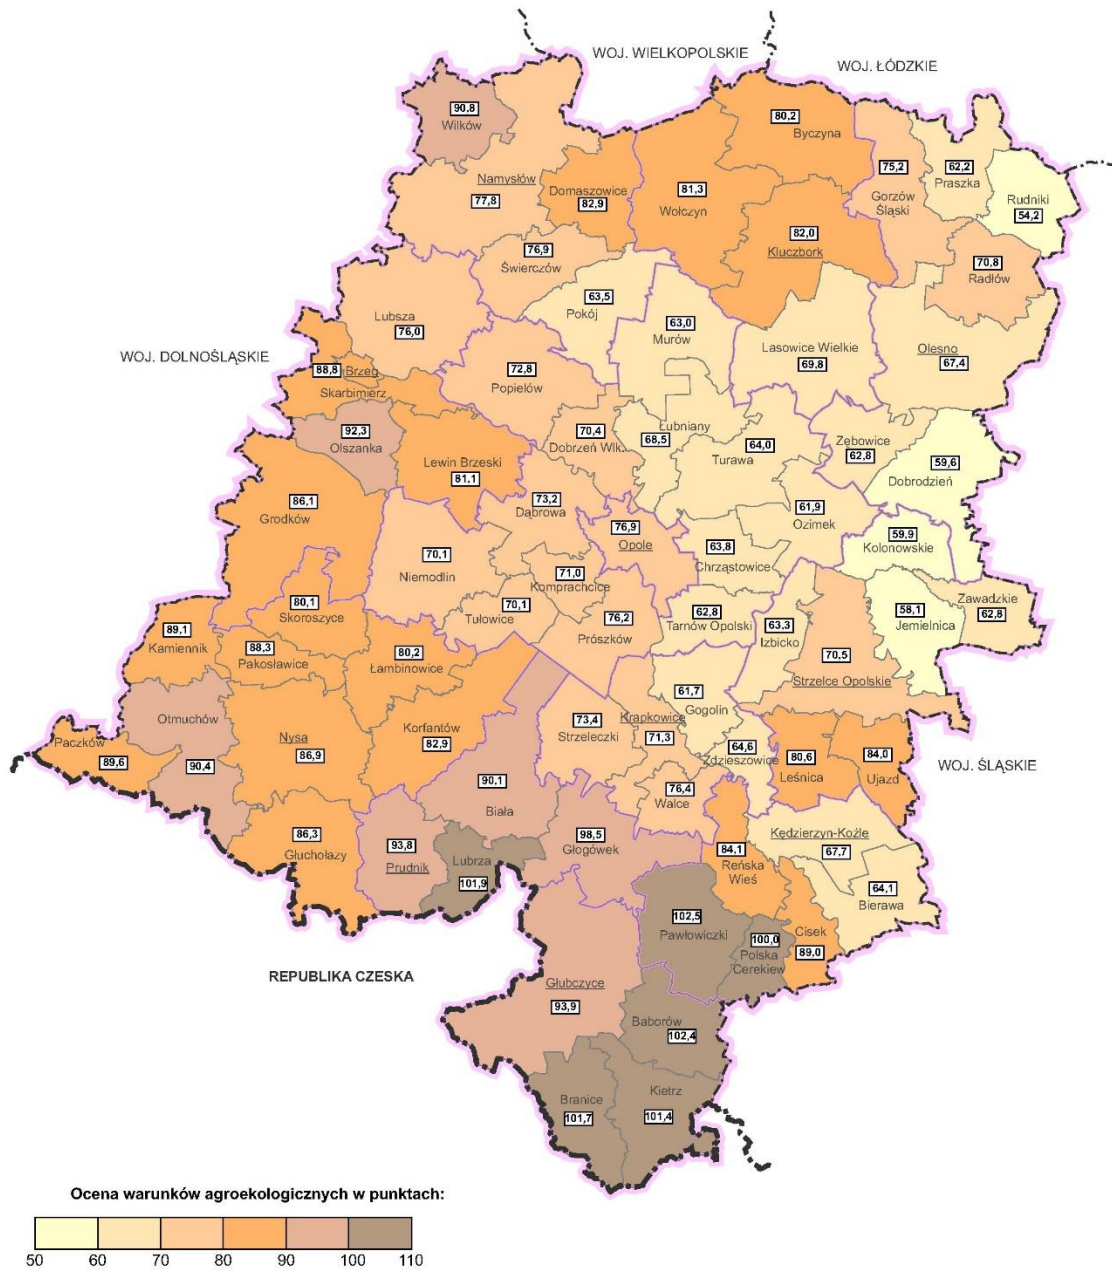 WOJ. WIELKOPOLSKIE
WOJ. ŁÓDZKIE
90,8
Wilków
80,2
Byczyna
62,2
Praszka
75,2
Gorzów
Śląski
Rudniki
54,2
Namysłów
77,8
Domaszowice
82,9
81,3
Wołczyn
82,0
Kluczbork
70,8
Radłów
76,9
Świerczów
63,5
Pokój
63,0
Murów
Lubsza
76,0
Lasowice Wielkie
69,8
Olesno
67,4
WOJ. DOLNOŚLĄSKIE
88,8
Brzeg
Skarbimierz
72,8
Popielów
92,3
Olszanka
Lewin Brzeski
81,1
70,4
Dobrzeń Wlk.
Łubniany
68,5
64,0
Turawa
Zębowice
62,8
59,6
Dobrodzień
86,1
Grodków
73,2
Dąbrowa
76,9
Opole
61,9
Ozimek
59,9
Kolonowskie
63,8
Chrząstowice
70,1
Niemodlin
71,0
Komprachcice
80,1
Skoroszyce
70,1
Tułowice
76,2
Prószków
62,8
Tarnów Opolski
63,3
Izbicko
58,1
Jemielnica
Zawadzkie
62,8
89,1
Kamiennik
88,3
Pakosławice
80,2
Łambinowice
70,5
Strzelce Opolskie
Otmuchów
90,4
Paczków
89,6
Nysa
86,9
Korfantów
82,9
73,4
Strzeleczki
Krapkowice
71,3
61,7
Gogolin
64,6
Zdzieszowice
80,6
Leśnica
84,0
Ujazd
WOJ. ŚLĄSKIE
90,1
Biała
76,4
Walce
86,3
Głuchołazy
93,8
Prudnik
Lubrza
101,9
98,5
Głogówek
84,1
Reńska
Wieś
Kędzierzyn-Koźle
67,7
64,1
Bierawa
102,5
Pawłowiczki
100,0
Polska
Cerekiew
Cisek
89,0
REPUBLIKA CZESKA
Głubczyce
93,9
Baborów
102,4
Branice
101,7
Kietrz
101,4
Ocena warunków agroekologicznych w punktach:
50 60 70 80 90 100 110